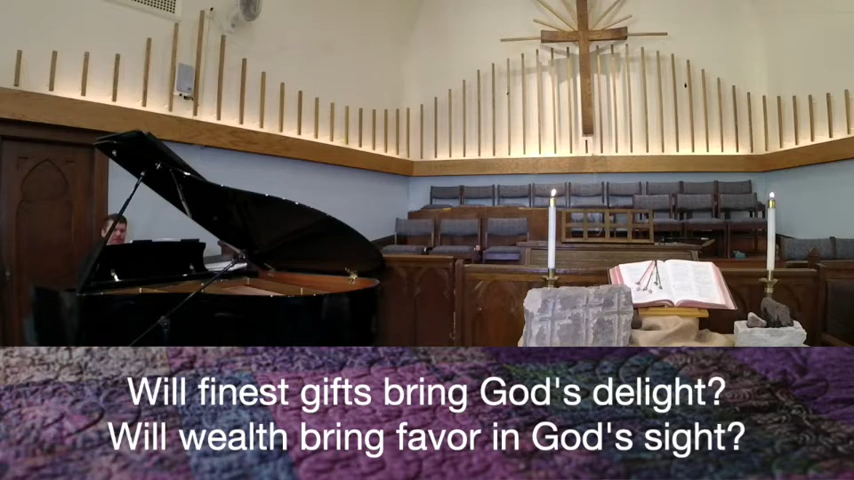 Will finest gifts bring God's delight?
Will wealth bring favor in God's sight?